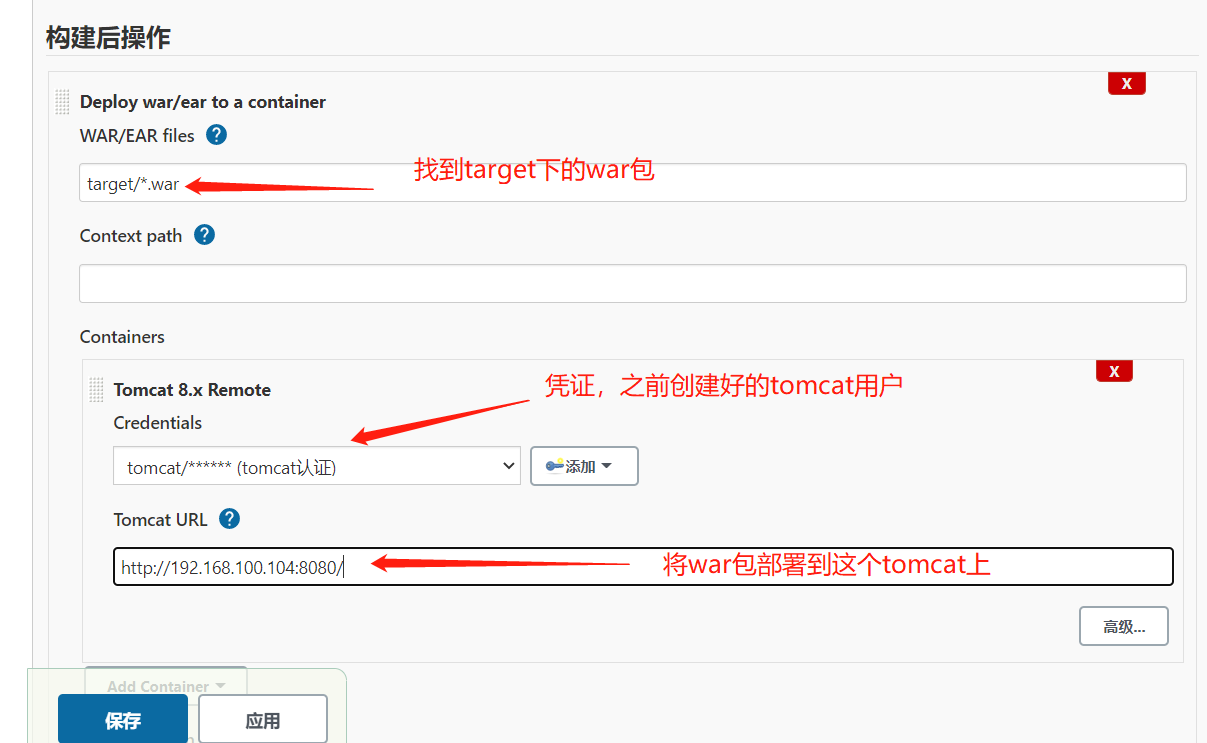 构建后操作
X
Deploy war/ear to a container
WAR/EAR files ?
找到target下的war包
target/*.war
Context path ?
Containers
X
Tomcat 8.x Remote
凭证，之前创建好的tomcat用户
Credentials
tomcat/****** (tomcat认证)
添加
Tomcat URL ?
http://192.168.100.104:8080/
将war包部署到这个tomcat上
高级...
Add Container
保存
应用